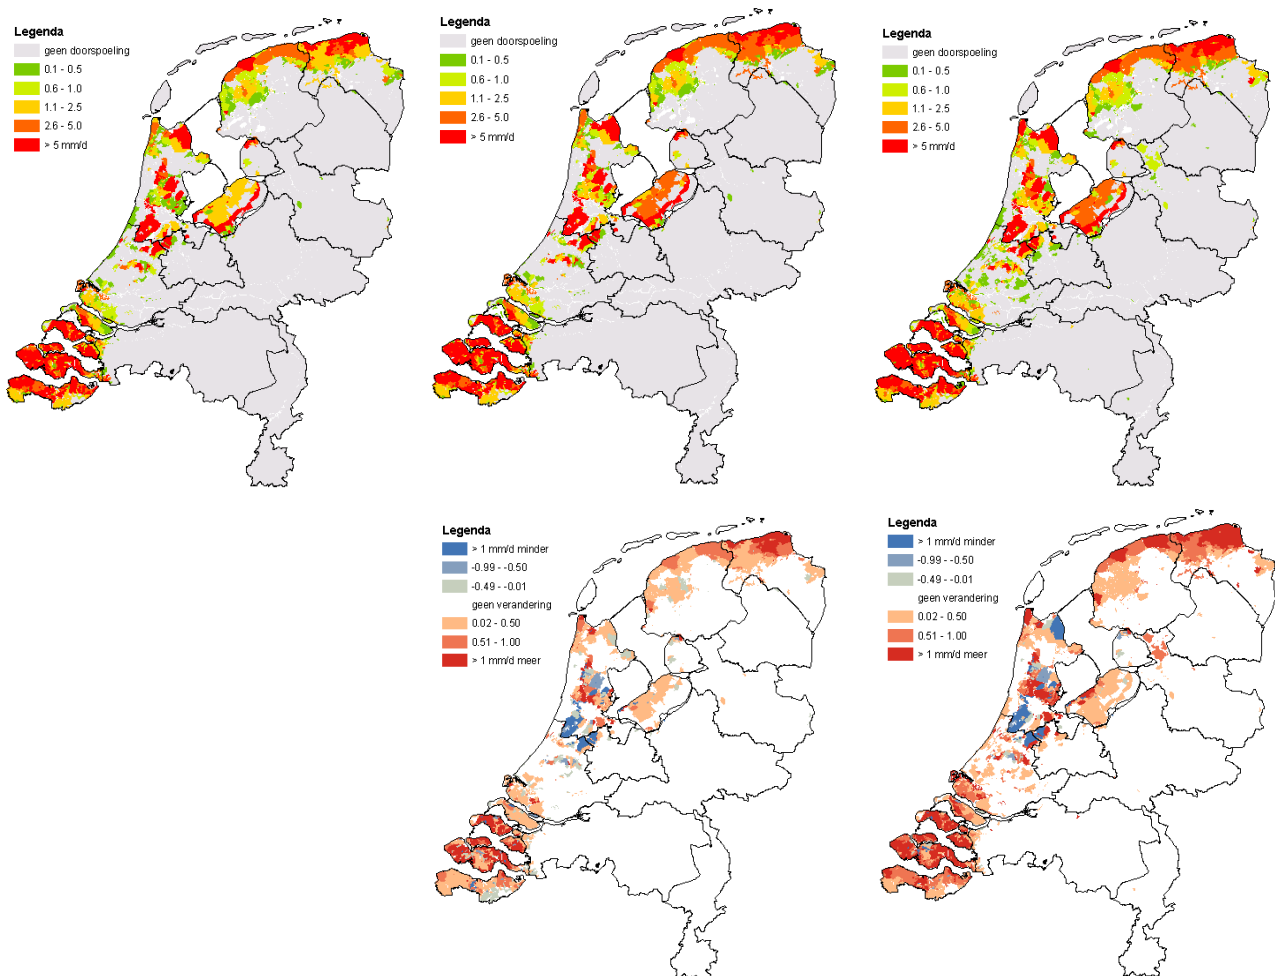 Legenda
geen doorspoeling
0.1 - 0.5
0.6 - 1.0
1.1 - 2.5
2.6 - 5.0
> 5 mm/d
Legenda
geen doorspoeling
0.1 - 0.5
0.6 - 1.0
1.1 - 2.5
2.6 - 5.0
> 5 mm/d
Legenda
geen doorspoeling
0.1 - 0.5
0.6 - 1.0
1.1 - 2.5
2.6 - 5.0
> 5 mm/d
Legenda
> 1 mm/d minder
-0.99 - -0.50
-0.49 - -0.01
geen verandering
0.02 - 0.50
0.51 - 1.00
> 1 mm/d meer
Legenda
> 1 mm/d minder
-0.99 - -0.50
-0.49 - -0.01
geen verandering
0.02 - 0.50
0.51 - 1.00
> 1 mm/d meer